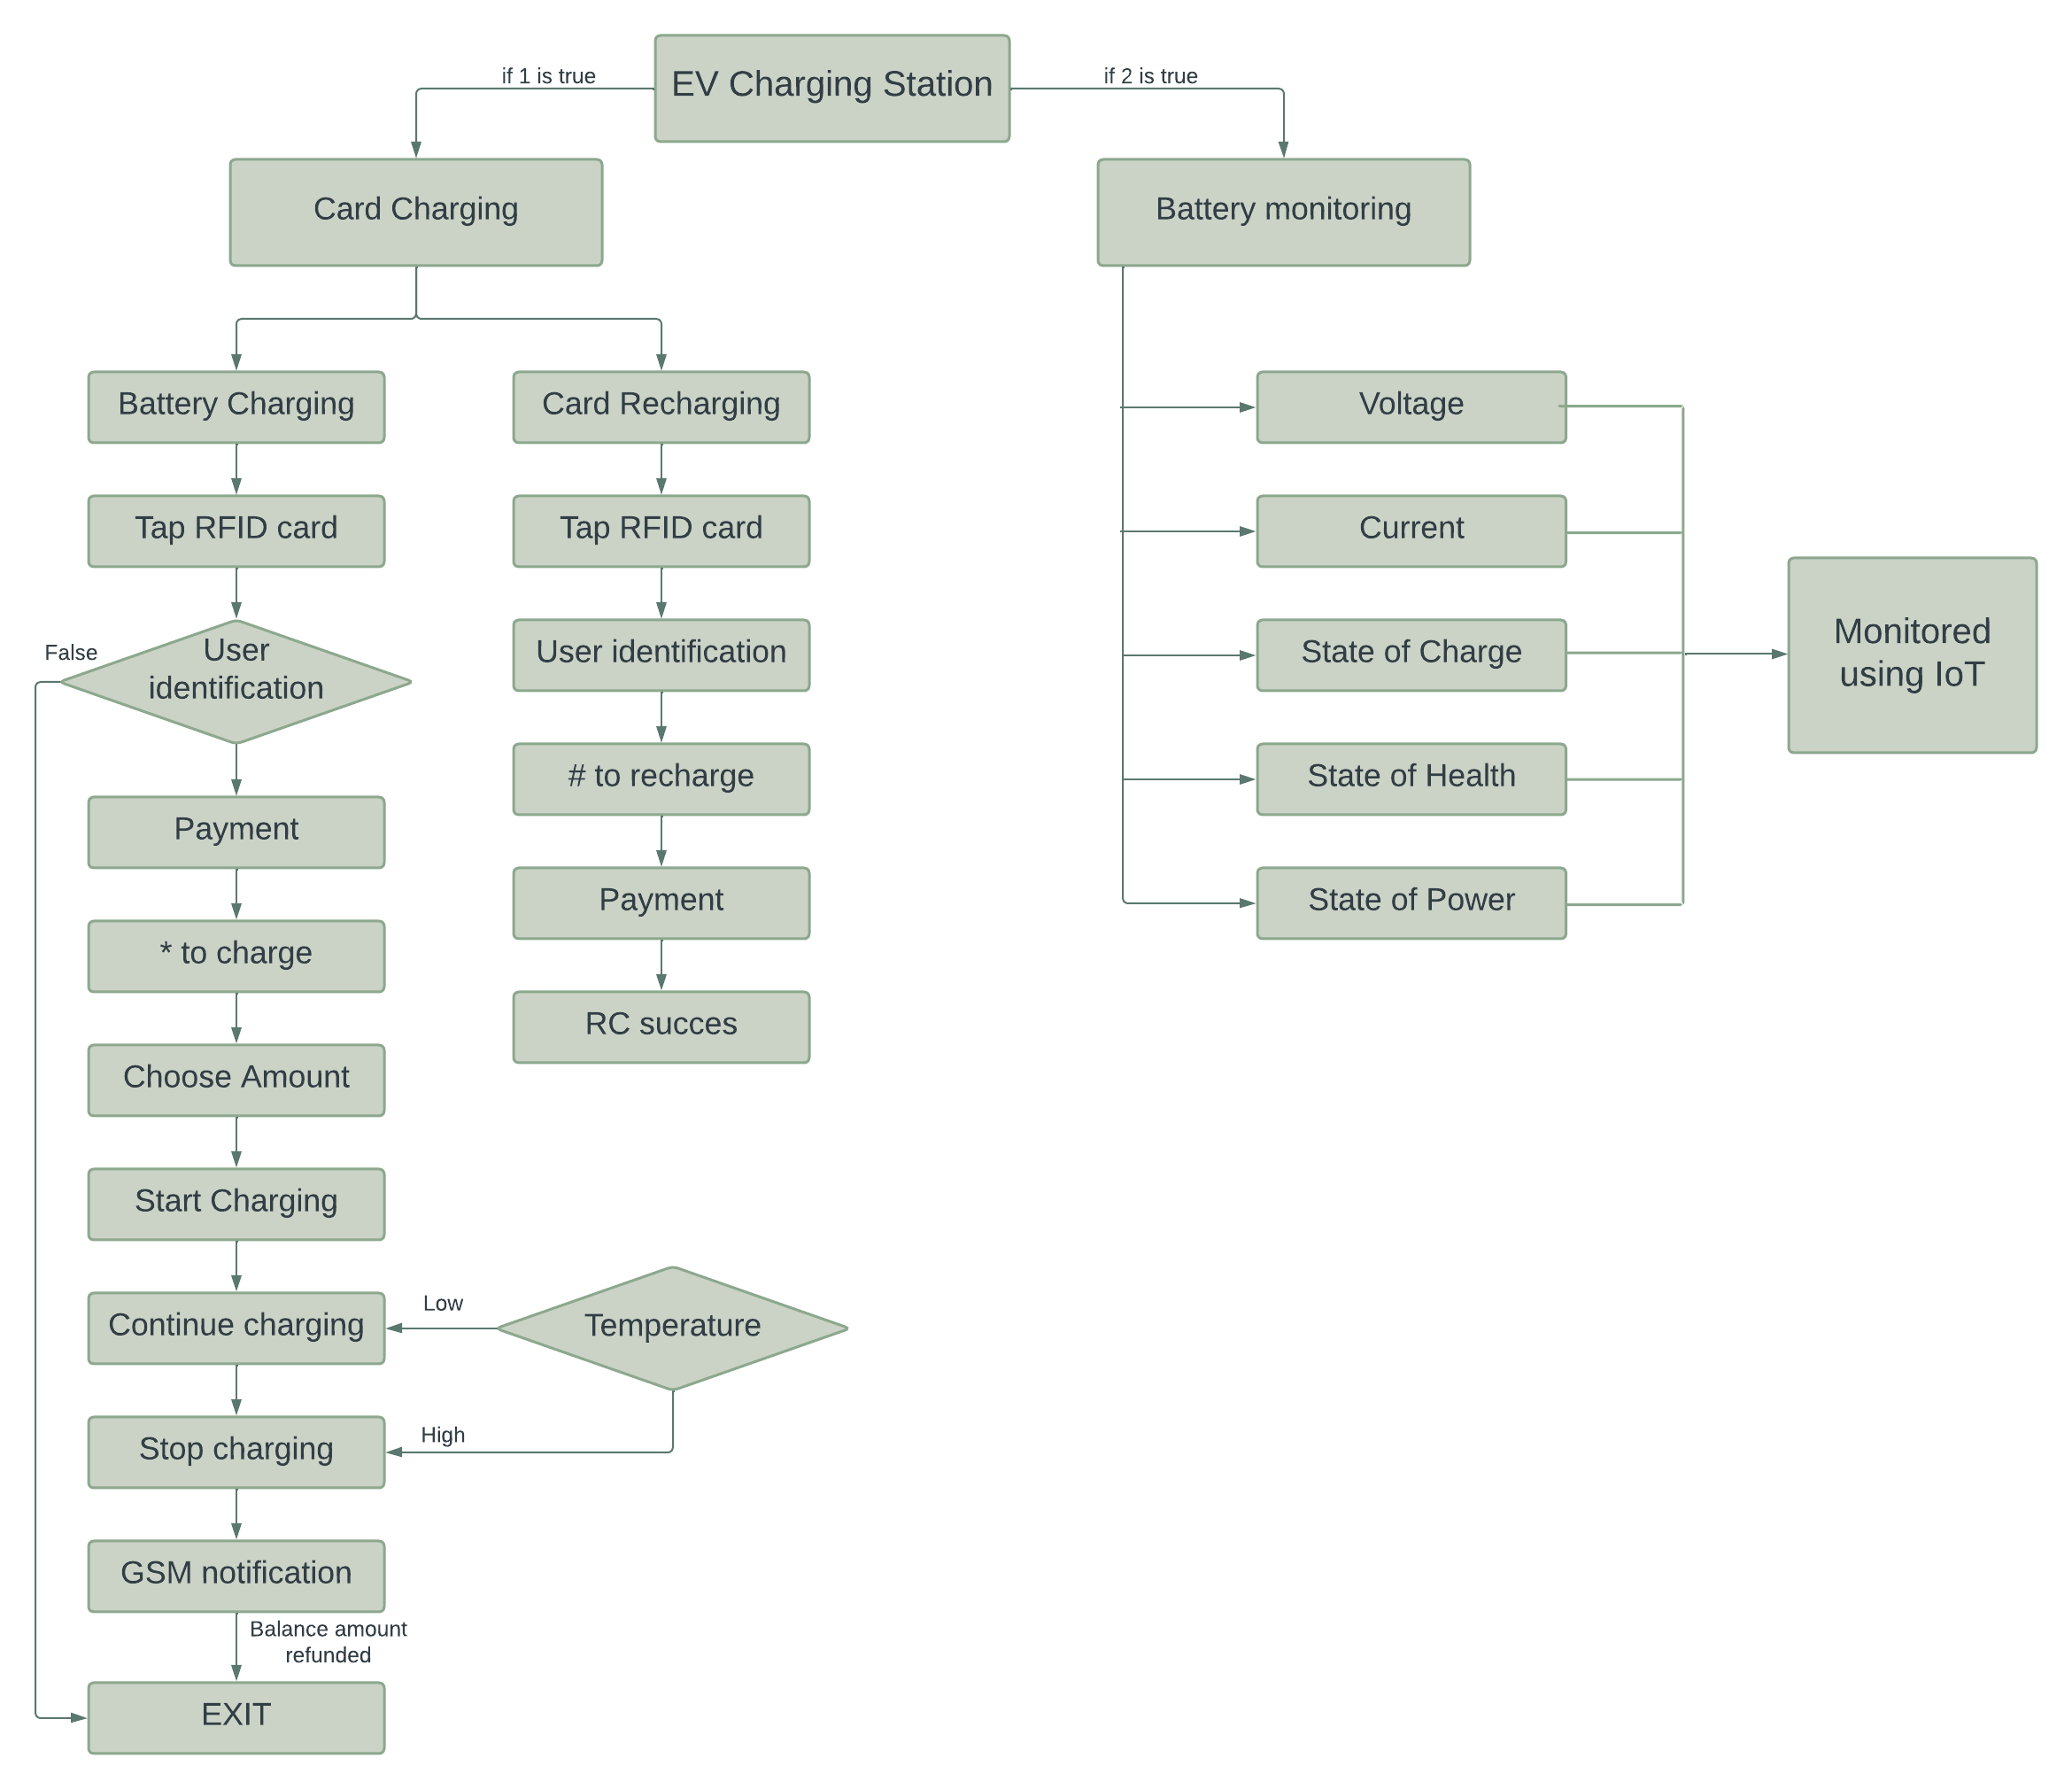 EV Charging Station
if 1 is true
if 2 is true
Card Charging
Battery monitoring
Battery Charging
Tap RFID card
False
User
identification
Payment
* to charge
Choose Amount
Start Charging
Continue charging
Stop charging
GSM notification
Balance amount
refunded
EXIT
Card Recharging
Tap RFID card
User identification
# to recharge
Payment
RC succes
Low
Temperature
High
Voltage
Current
State of Charge
State of Health
State of Power
Monitored
using IoT